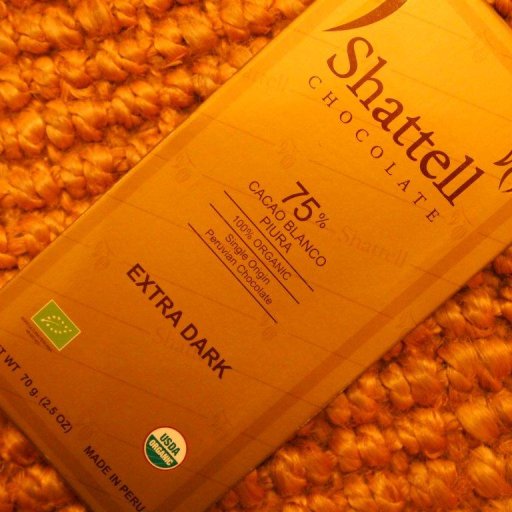 Shattell
CHOCOLATE
75%
CACAO BLANCO
PIURA
100% ORGANIC
Single Origin
Peruvian Chocolate
EXTRA DARK
WT 70 g. (2.5 OZ)
USDA
ORGANIC
MADE IN PERU